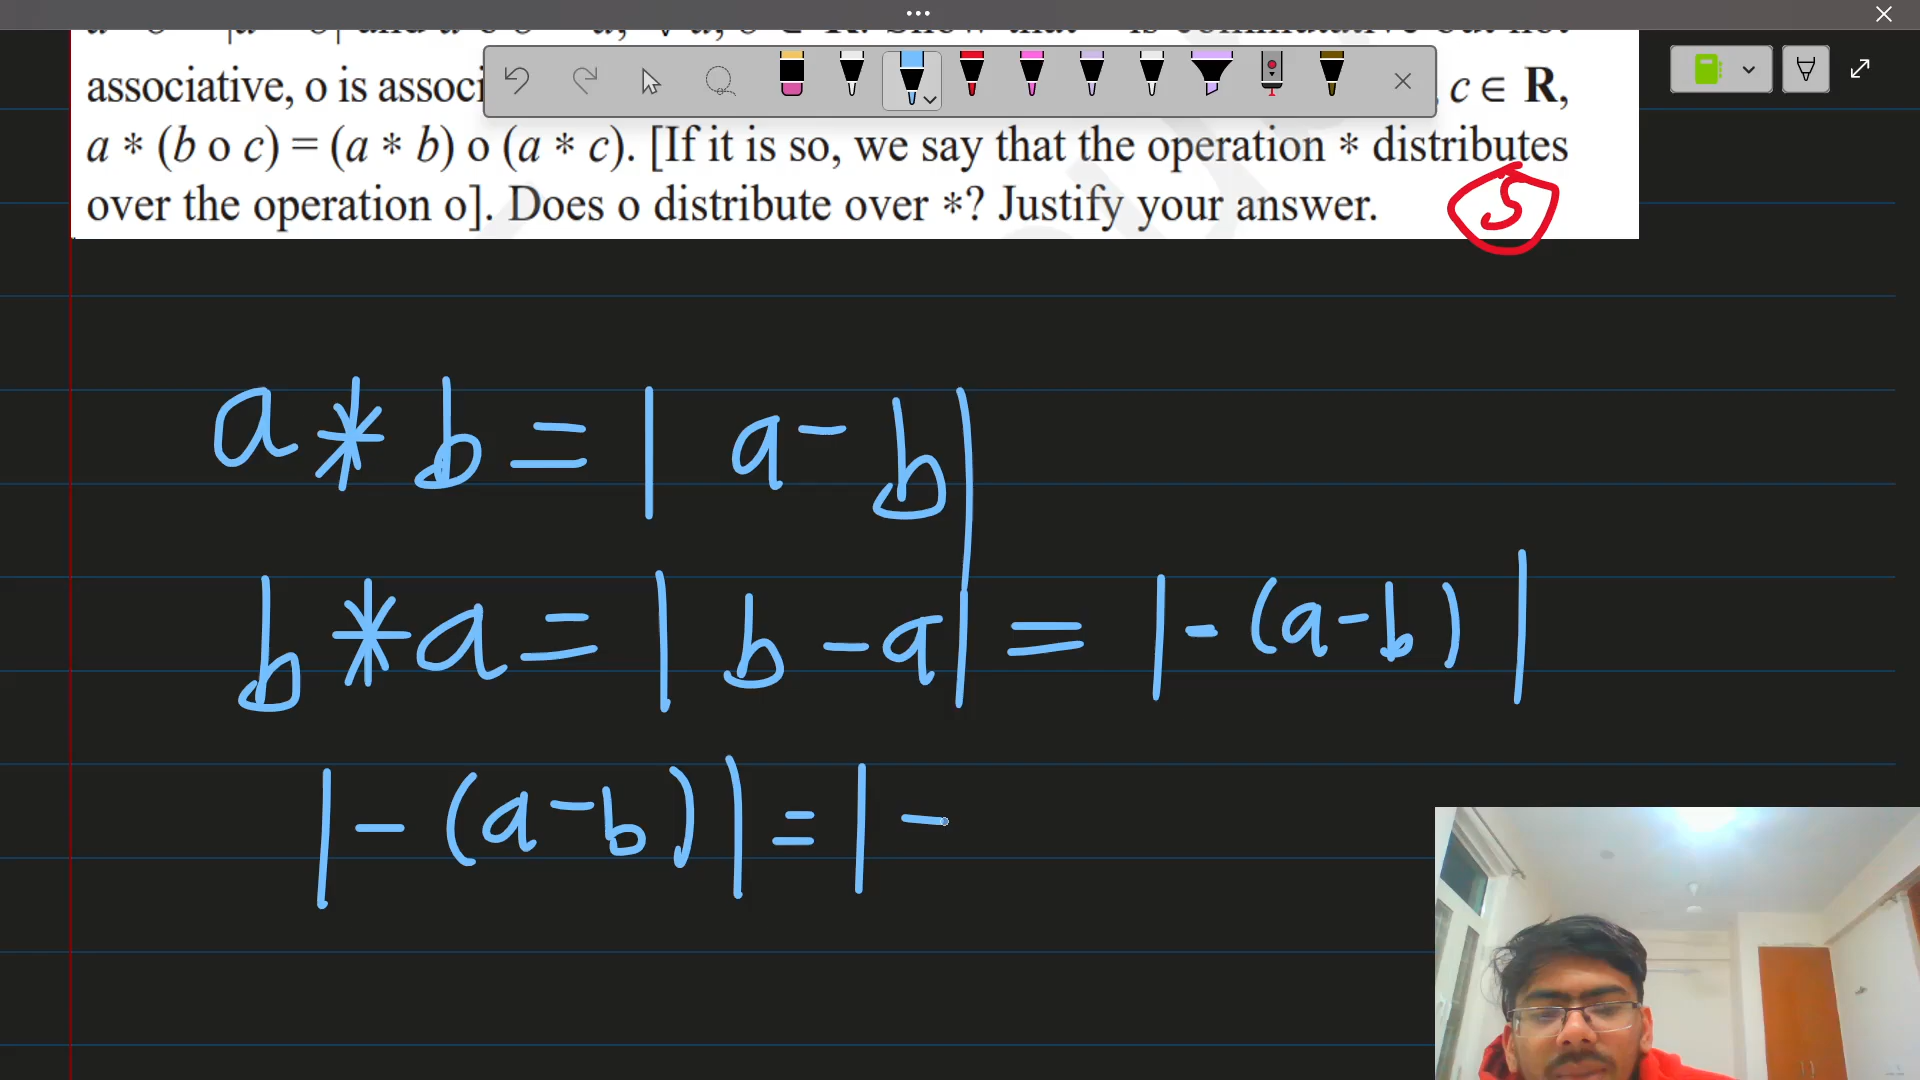 associative, o is associ c ∈ R,
a * (b o c) = (a * b) o (a * c). [If it is so, we say that the operation * distributes
over the operation o]. Does o distribute over *? Justify your answer.
S
a * b = | a - b |
b * a = | b - a | = | - (a - b) |
| - (a - b) | = | -